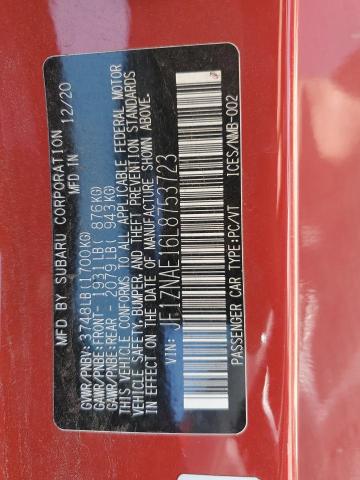 MFD BY SUBARU CORPORATION 12/20
MFD IN
GVWR/PNBV: 3748LB(1700KG)
GAWR/PNBE-FRONT- 1931LB( 876KG)
GAWR/PNBE-REAR- 2079LB( 943KG)
THIS VEHICLE CONFORMS TO ALL APPLICABLE FEDERAL MOTOR
VEHICLE SAFETY, BUMPER, AND THEFT PREVENTION STANDARDS
IN EFFECT ON THE DATE OF MANUFACTURE SHOWN ABOVE.
VIN: JF1ZNAE16L8753723
ICES/NMB-002
PASSENGER CAR TYPE:PC/VT